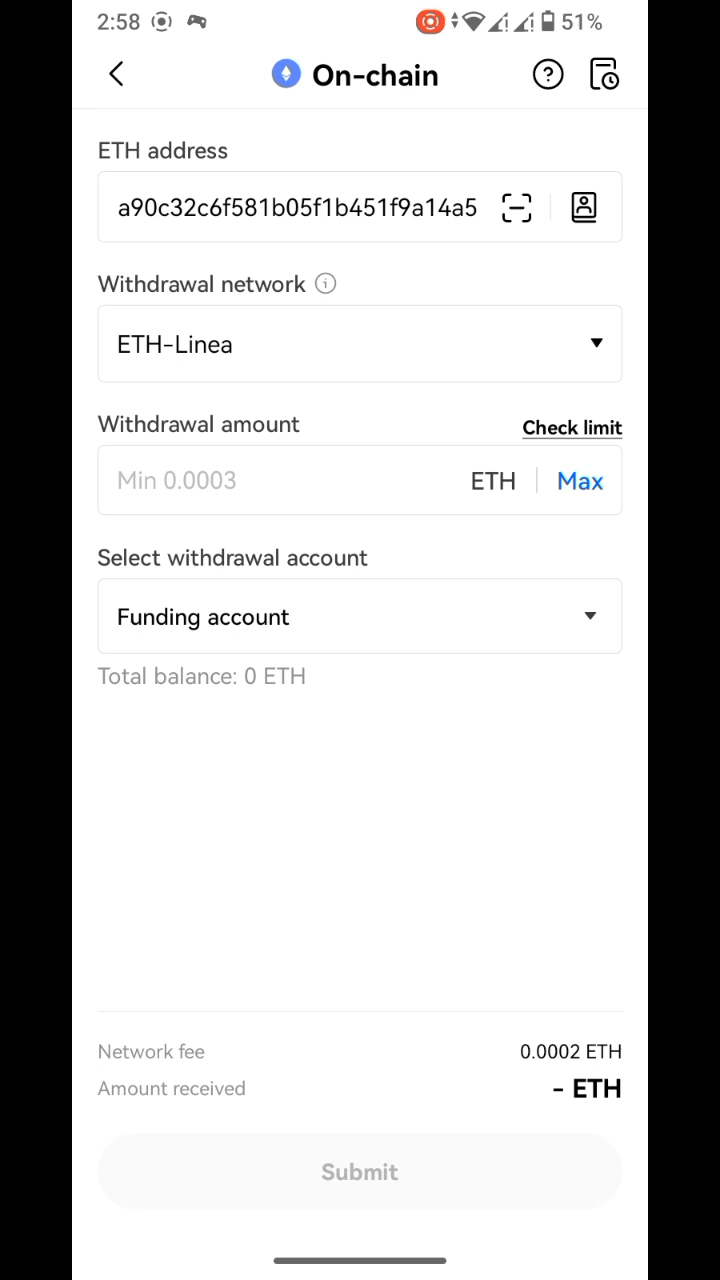 2:58 51%
On-chain
ETH address
a90c32c6f581b05f1b451f9a14a5
Withdrawal network
ETH-Linea
Withdrawal amount Check limit
Min 0.0003 ETH Max
Select withdrawal account
Funding account
Total balance: 0 ETH
Network fee 0.0002 ETH
Amount received - ETH
Submit